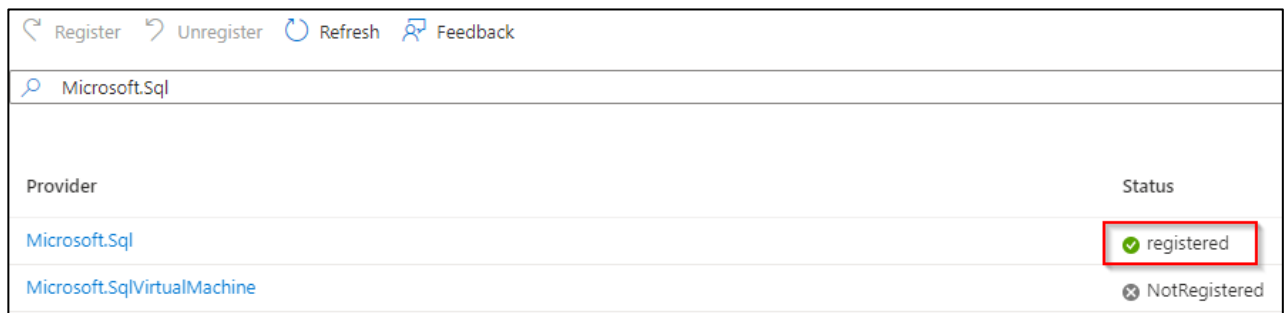 Register Unregister Refresh Feedback
Microsoft.Sql
Provider Status
Microsoft.Sql registered
Microsoft.SqlVirtualMachine NotRegistered